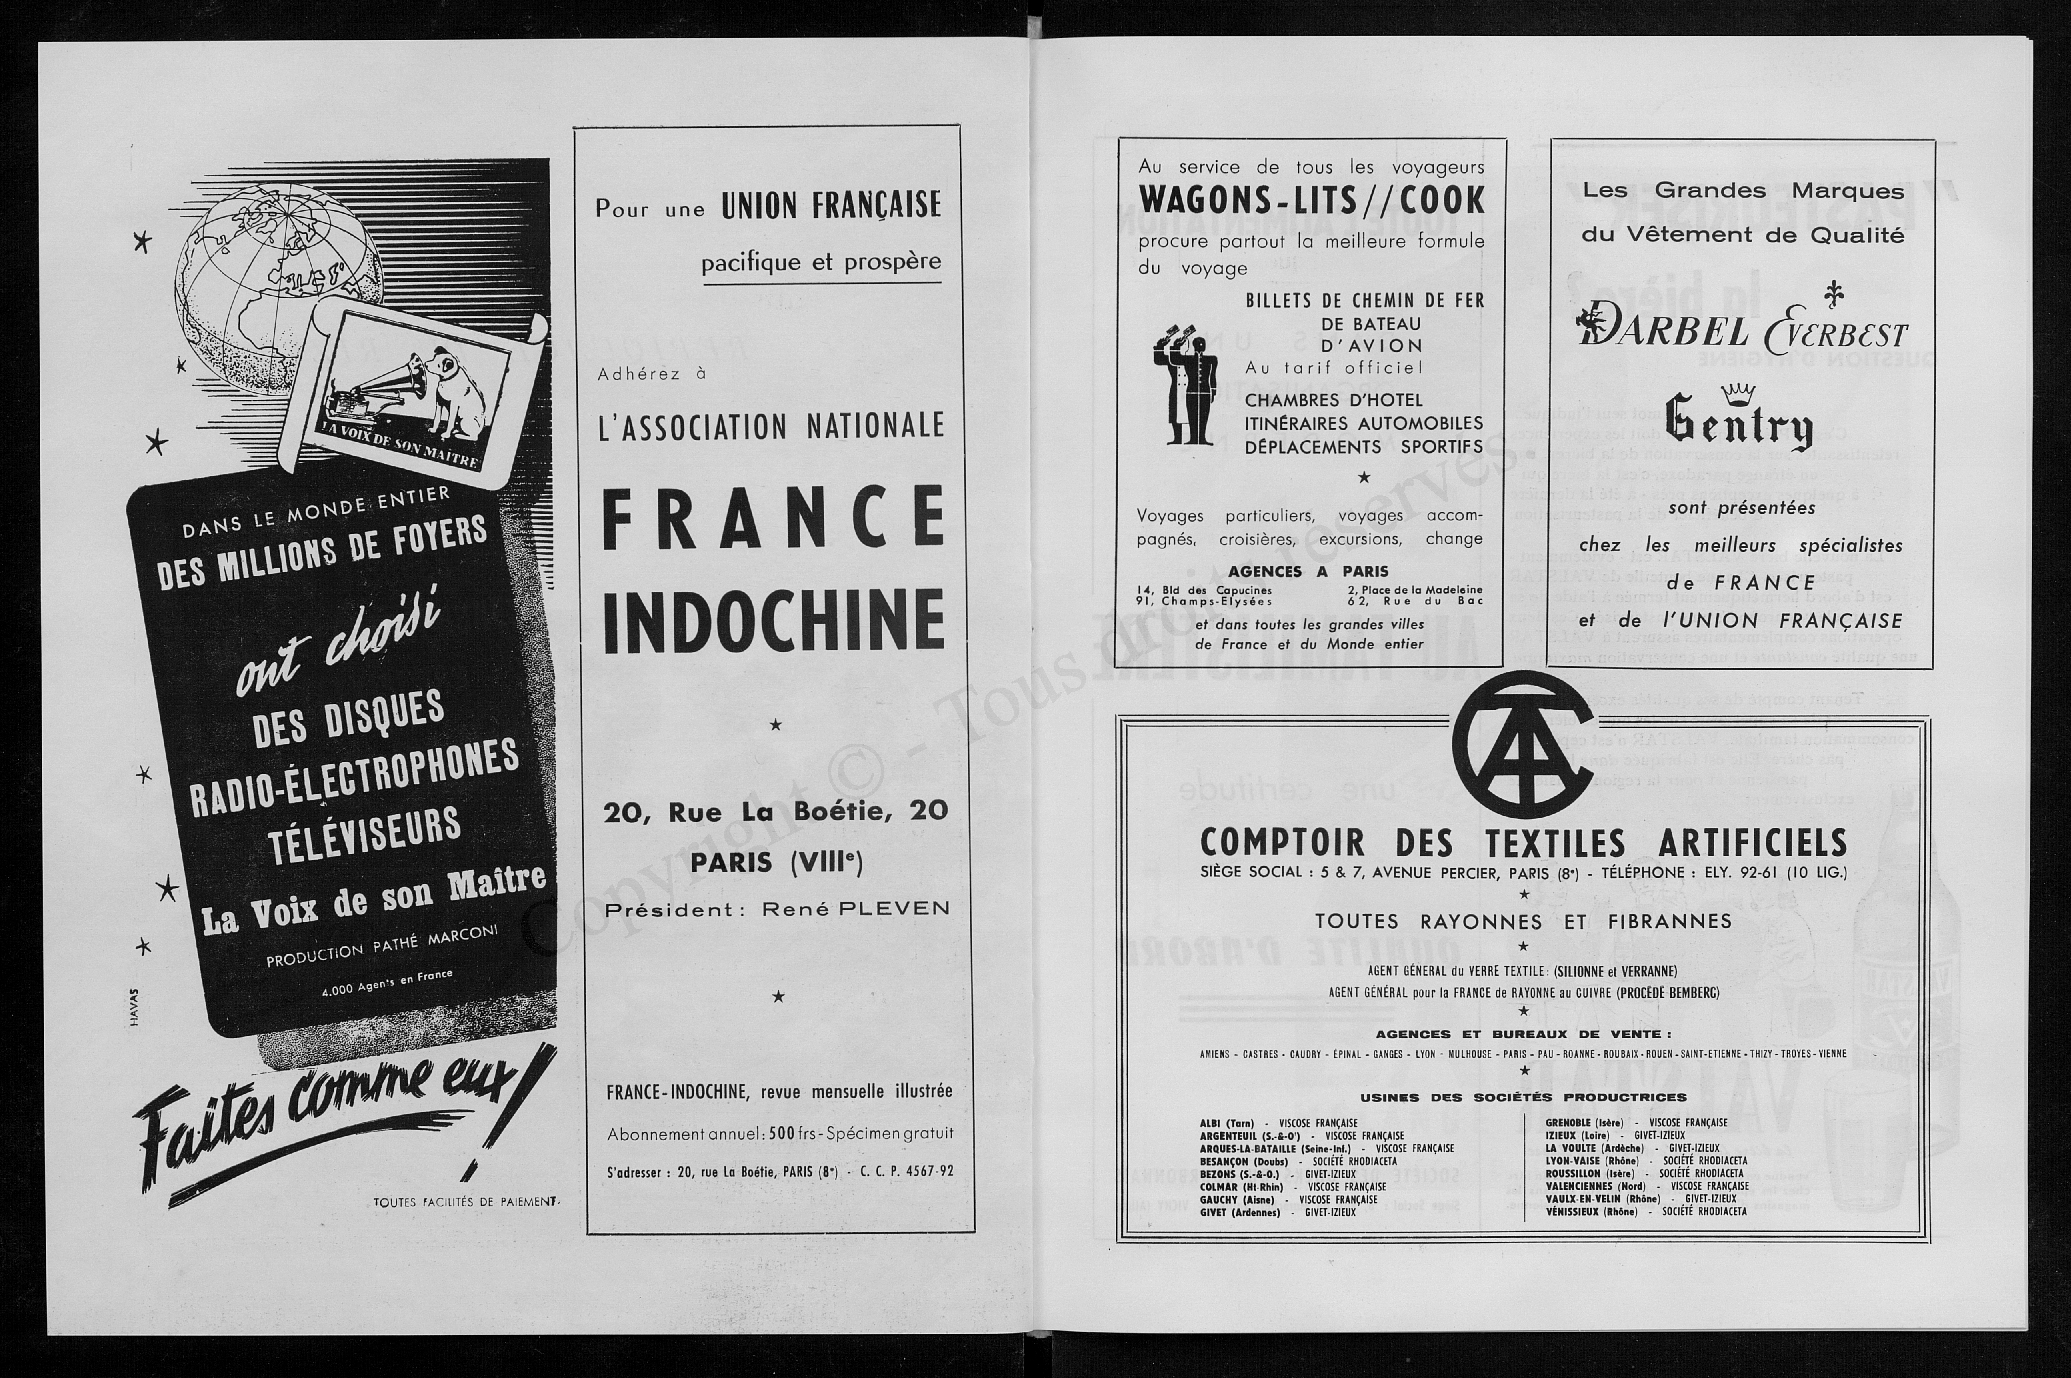 LA VOIX DE SON MAÎTRE
DANS LE MONDE ENTIER
DES MILLIONS DE FOYERS
ont choisi
DES DISQUES
RADIO-ÉLECTROPHONES
TÉLÉVISEURS
La Voix de son Maître
PRODUCTION PATHÉ MARCONI
4.000 Agents en France
HAVAS
Faites comme eux!
TOUTES FACILITÉS DE PAIEMENT.
Pour une UNION FRANÇAISE
pacifique et prospère
Adhérez à
L'ASSOCIATION NATIONALE
FRANCE
INDOCHINE
★
20, Rue La Boétie, 20
PARIS (VIIIe)
Président: René PLEVEN
★
FRANCE-INDOCHINE, revue mensuelle illustrée
Abonnement annuel: 500 frs - Spécimen gratuit
S'adresser : 20, rue La Boétie, PARIS (8e) - C. C. P. 4567-92
Au service de tous les voyageurs
WAGONS-LITS//COOK
procure partout la meilleure formule
du voyage
BILLETS DE CHEMIN DE FER
DE BATEAU
D'AVION
Au tarif officiel
CHAMBRES D'HOTEL
ITINÉRAIRES AUTOMOBILES
DÉPLACEMENTS SPORTIFS
★
Voyages particuliers, voyages accom-
pagnés, croisières, excursions, change
AGENCES A PARIS
14, Bld des Capucines 2, Place de la Madeleine
91, Champs-Elysées 62, Rue du Bac
et dans toutes les grandes villes
de France et du Monde entier
Les Grandes Marques
du Vêtement de Qualité
DARBEL EVERBEST
Gentry
sont présentées
chez les meilleurs spécialistes
de FRANCE
et de l'UNION FRANÇAISE
CTA
COMPTOIR DES TEXTILES ARTIFICIELS
SIÈGE SOCIAL : 5 & 7, AVENUE PERCIER, PARIS (8e) - TÉLÉPHONE : ELY. 92-61 (10 LIG.)
★
TOUTES RAYONNES ET FIBRANNES
★
AGENT GÉNÉRAL du VERRE TEXTILE: (SILIONNE et VERRANNE)
AGENT GÉNÉRAL pour la FRANCE de RAYONNE au CUIVRE (PROCÉDÉ BEMBERG)
★
AGENCES ET BUREAUX DE VENTE :
AMIENS - CASTRES - CAUDRY - ÉPINAL - GANGES - LYON - MULHOUSE - PARIS - PAU - ROANNE - ROUBAIX - ROUEN - SAINT-ETIENNE - THIZY - TROYES - VIENNE
★
USINES DES SOCIÉTÉS PRODUCTRICES
ALBI (Tarn) - VISCOSE FRANÇAISE
ARGENTEUIL (S.-&-O') - VISCOSE FRANÇAISE
ARQUES-LA-BATAILLE (Seine-Inf.) - VISCOSE FRANÇAISE
BESANÇON (Doubs) - SOCIÉTÉ RHODIACETA
BEZONS (S.-&-O.) - GIVET-IZIEUX
COLMAR (Ht-Rhin) - VISCOSE FRANÇAISE
GAUCHY (Aisne) - VISCOSE FRANÇAISE
GIVET (Ardennes) - GIVET-IZIEUX
GRENOBLE (Isère) - VISCOSE FRANÇAISE
IZIEUX (Loire) - GIVET-IZIEUX
LA VOULTE (Ardèche) - GIVET-IZIEUX
LYON-VAISE (Rhône) - SOCIÉTÉ RHODIACETA
ROUSSILLON (Isère) - SOCIÉTÉ RHODIACETA
VALENCIENNES (Nord) - VISCOSE FRANÇAISE
VAULX-EN-VELIN (Rhône) - GIVET-IZIEUX
VÉNISSIEUX (Rhône) - SOCIÉTÉ RHODIACETA
Copyright © - Tous droits réservés.